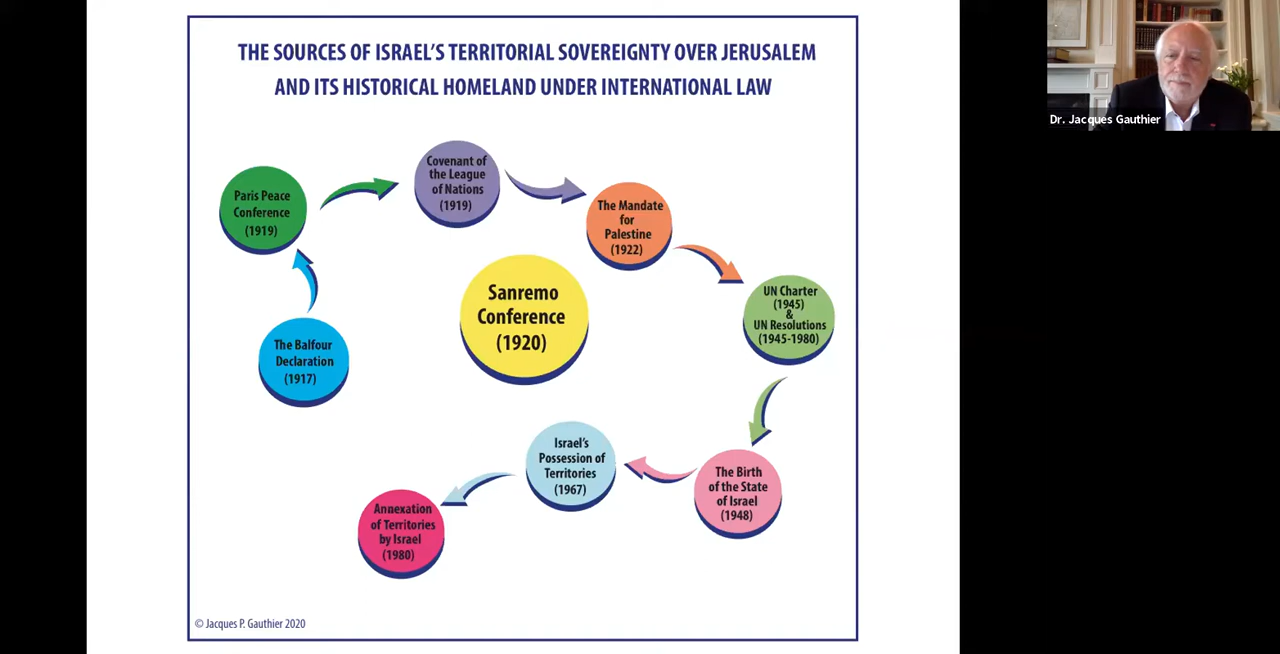 THE SOURCES OF ISRAEL'S TERRITORIAL SOVEREIGNTY OVER JERUSALEM
AND ITS HISTORICAL HOMELAND UNDER INTERNATIONAL LAW
Dr. Jacques Gauthier
The Balfour
Declaration
(1917)
Paris Peace
Conference
(1919)
Covenant of
the League
of Nations
(1919)
The Mandate
for
Palestine
(1922)
Sanremo
Conference
(1920)
UN Charter
(1945)
&
UN Resolutions
(1945-1980)
The Birth
of the State
of Israel
(1948)
Israel's
Possession of
Territories
(1967)
Annexation
of Territories
by Israel
(1980)
© Jacques P. Gauthier 2020